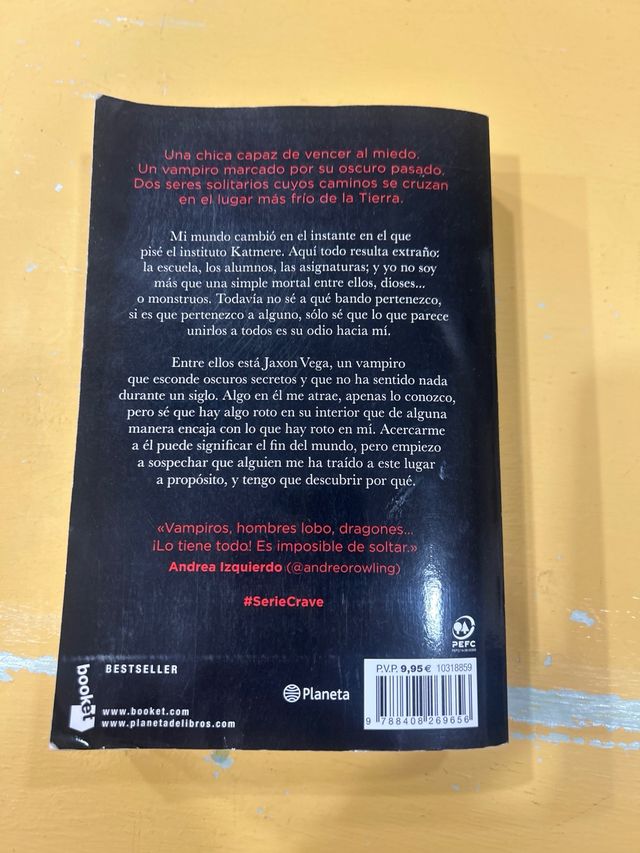 Una chica capaz de vencer al miedo.
Un vampiro marcado por su oscuro pasado.
Dos seres solitarios cuyos caminos se cruzan
en el lugar más frío de la Tierra.
Mi mundo cambió en el instante en el que
pisé el instituto Katmere. Aquí todo resulta extraño:
la escuela, los alumnos, las asignaturas; y yo no soy
más que una simple mortal entre ellos, dioses...
o monstruos. Todavía no sé a qué bando pertenezco,
si es que pertenezco a alguno, sólo sé que lo que parece
unirlos a todos es su odio hacia mí.
Entre ellos está Jaxon Vega, un vampiro
que esconde oscuros secretos y que no ha sentido nada
durante un siglo. Algo en él me atrae, apenas lo conozco,
pero sé que hay algo roto en su interior que de alguna
manera encaja con lo que hay roto en mí. Acercarme
a él puede significar el fin del mundo, pero empiezo
a sospechar que alguien me ha traído a este lugar
a propósito, y tengo que descubrir por qué.
«Vampiros, hombres lobo, dragones...
¡Lo tiene todo! Es imposible de soltar.»
Andrea Izquierdo (@andreorowling)
#SerieCrave
PEFC
booket
BESTSELLER
www.booket.com
www.planetadelibros.com
Planeta
P.V.P. 9,95 € 10318859
9 788408 269656